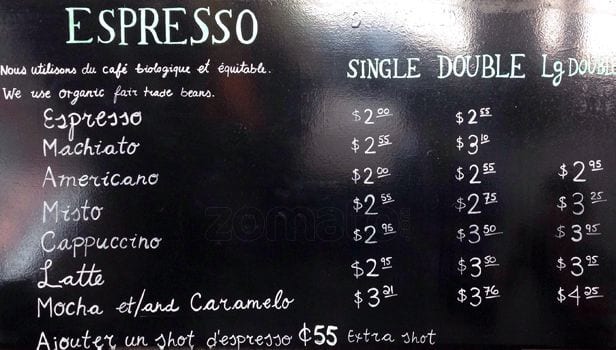 ESPRESSO
Nous utilisons du café biologique et équitable.
We use organic fair trade beans.
SINGLE DOUBLE Lg DOUBLE
Espresso $2.00 $2.55
Machiato $2.55 $3.10
Americano $2.00 $2.55 $2.95
Misto $2.55 $2.75 $3.25
Cappuccino $2.95 $3.50 $3.95
Latte $2.95 $3.50 $3.95
Mocha et/and Caramelo $3.21 $3.76 $4.25
Ajouter un shot d'espresso ¢55 Extra shot
zomato